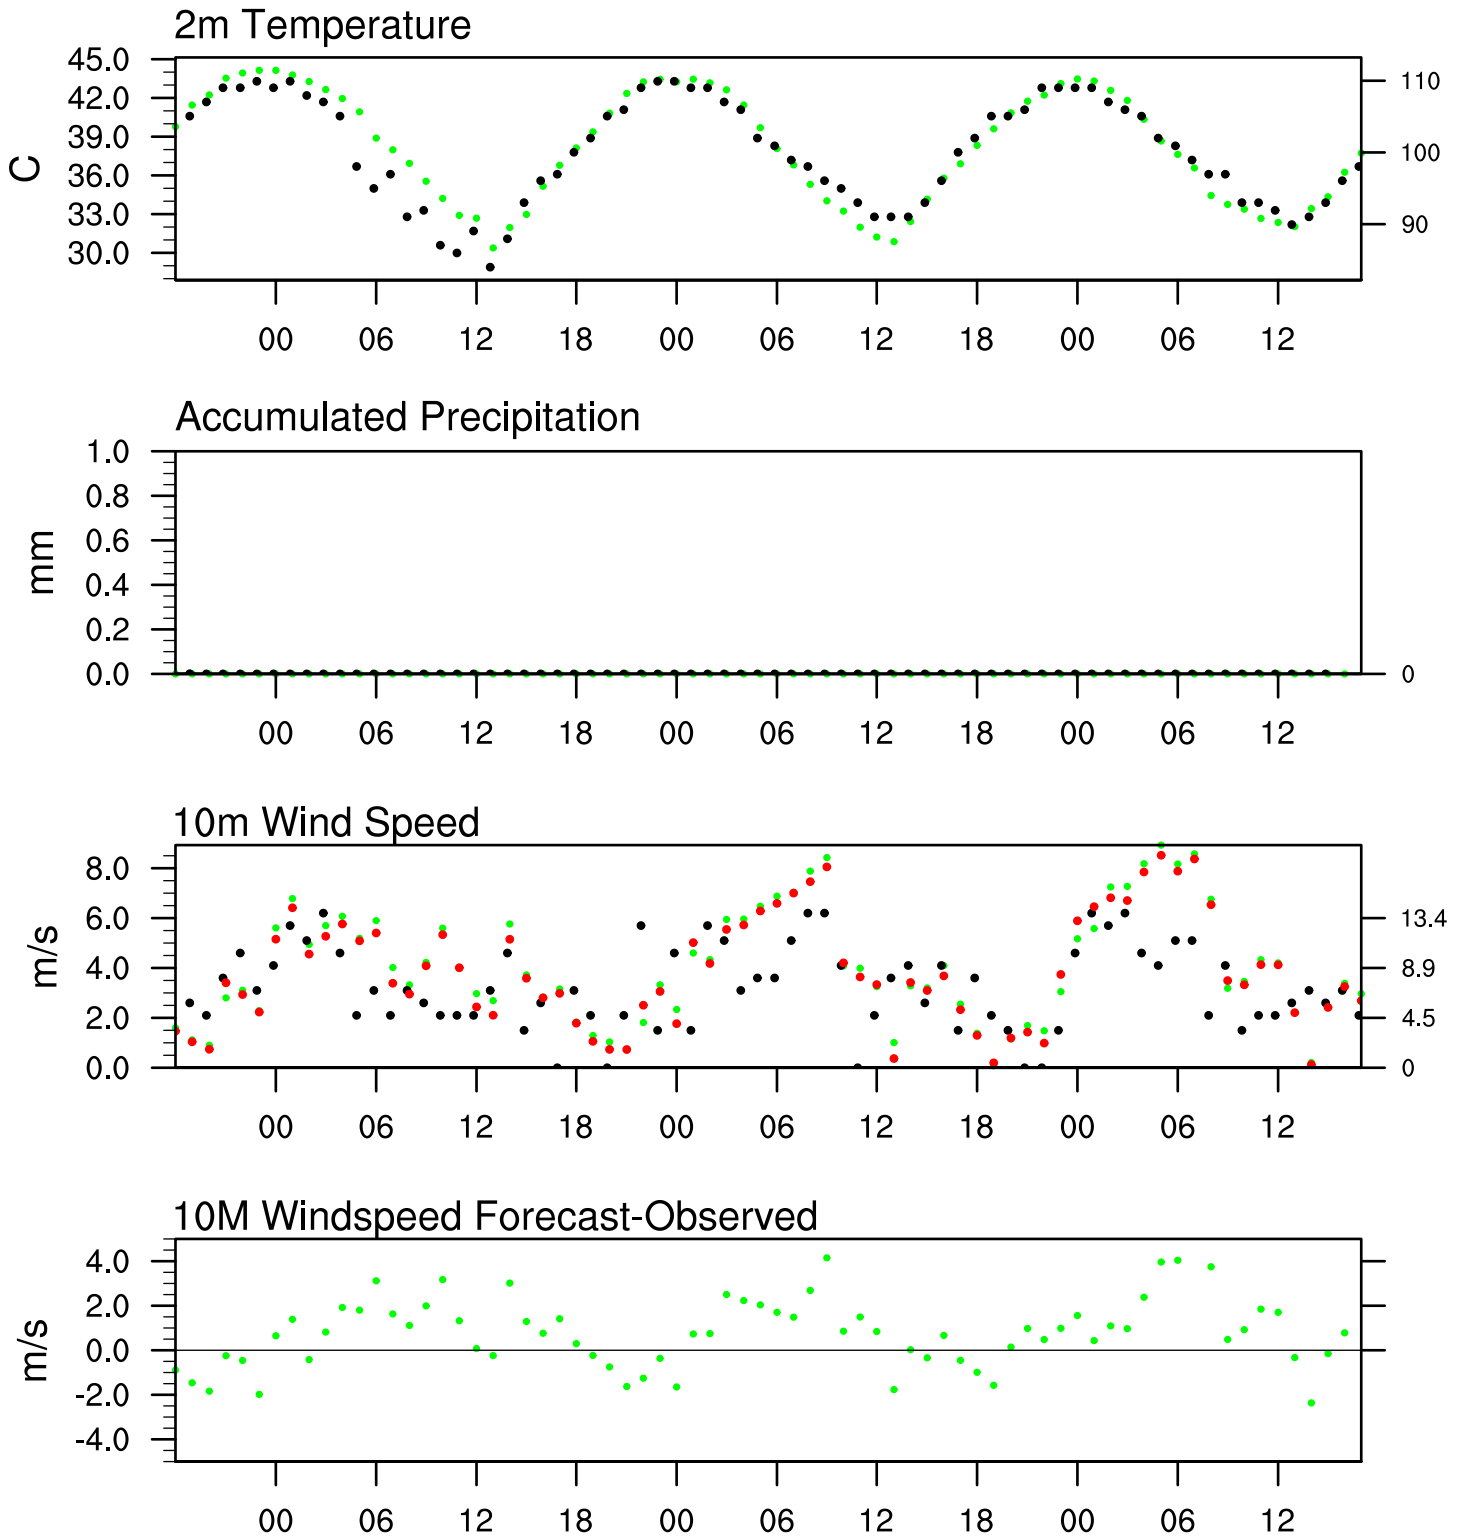 2m Temperature
45.0
42.0
39.0
36.0
33.0
30.0
C
110
100
90
00 06 12 18 00 06 12 18 00 06 12
Accumulated Precipitation
1.0
0.8
0.6
0.4
0.2
0.0
mm
0
00 06 12 18 00 06 12 18 00 06 12
10m Wind Speed
8.0
6.0
4.0
2.0
0.0
m/s
13.4
8.9
4.5
0
00 06 12 18 00 06 12 18 00 06 12
10M Windspeed Forecast-Observed
4.0
2.0
0.0
-2.0
-4.0
m/s
00 06 12 18 00 06 12 18 00 06 12